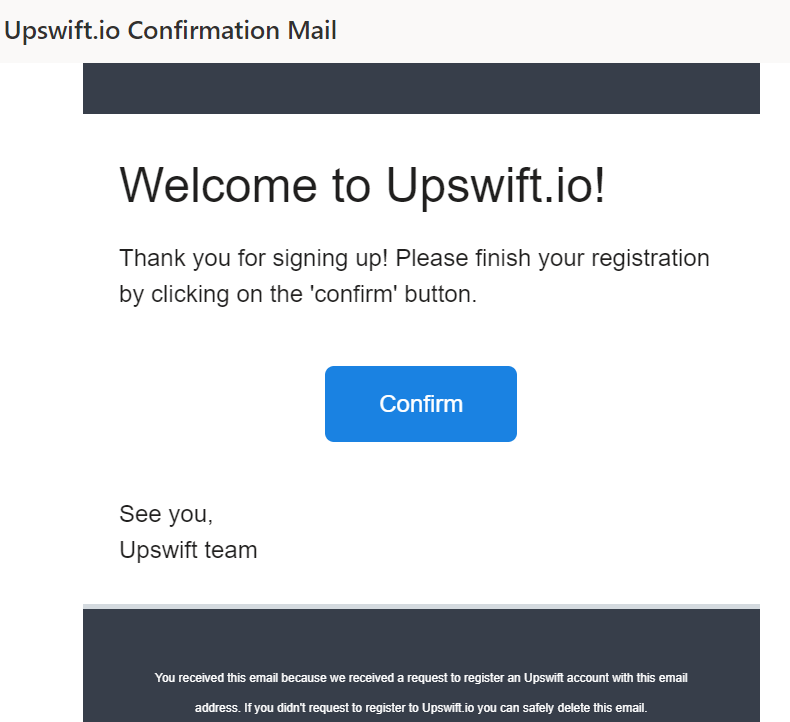 Upswift.io Confirmation Mail
Welcome to Upswift.io!
Thank you for signing up! Please finish your registration
by clicking on the 'confirm' button.
Confirm
See you,
Upswift team
You received this email because we received a request to register an Upswift account with this email
address. If you didn't request to register to Upswift.io you can safely delete this email.